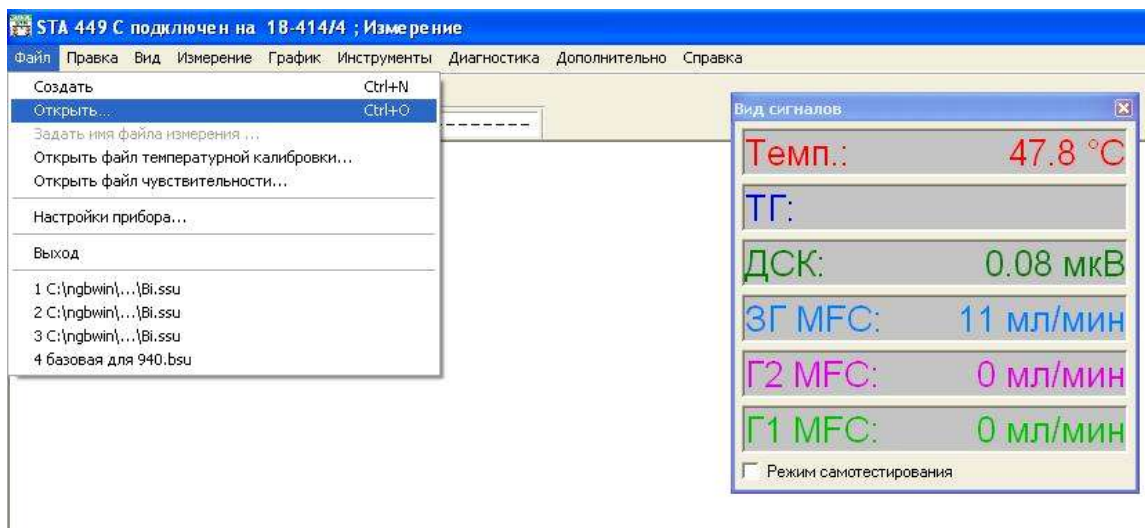 STA 449 C подключен на 18-414/4 ; Измерение
Файл Правка Вид Измерение График Инструменты Диагностика Дополнительно Справка
Создать Ctrl+N
Открыть... Ctrl+O
Задать имя файла измерения ...
Открыть файл температурной калибровки...
Открыть файл чувствительности...
Настройки прибора...
Выход
1 C:\ngbwin\...\Bi.ssu
2 C:\ngbwin\...\Bi.ssu
3 C:\ngbwin\...\Bi.ssu
4 базовая для 940.bsu
--------
Вид сигналов
Темп.: 47.8 °C
ТГ:
ДСК: 0.08 мкВ
ЗГ MFC: 11 мл/мин
Г2 MFC: 0 мл/мин
Г1 MFC: 0 мл/мин
Режим самотестирования